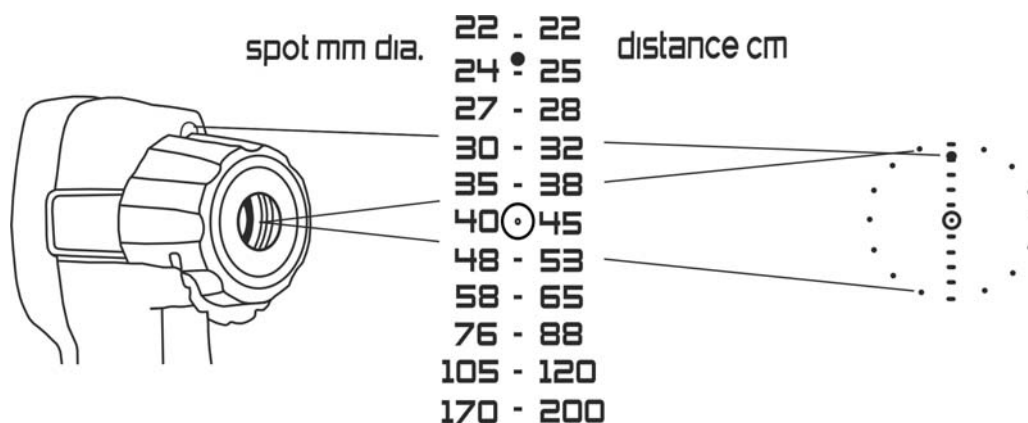 spot mm dia.
distance cm
22 - 22
24 - 25
27 - 28
30 - 32
35 - 38
40 45
48 - 53
58 - 65
76 - 88
105 - 120
170 - 200